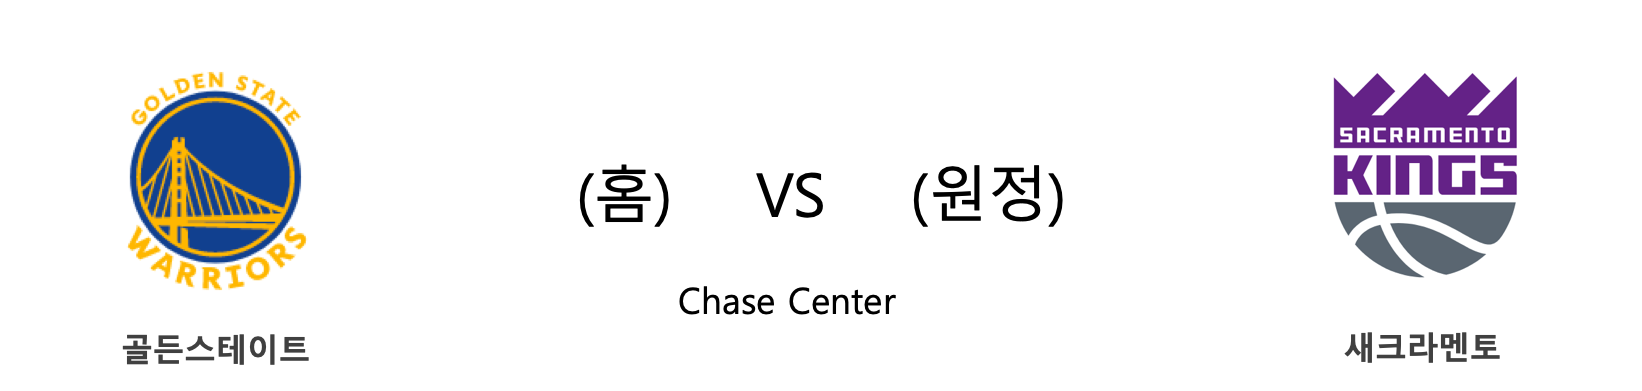 GOLDEN STATE
WARRIORS
골든스테이트
(홈) VS (원정)
Chase Center
SACRAMENTO
KINGS
새크라멘토